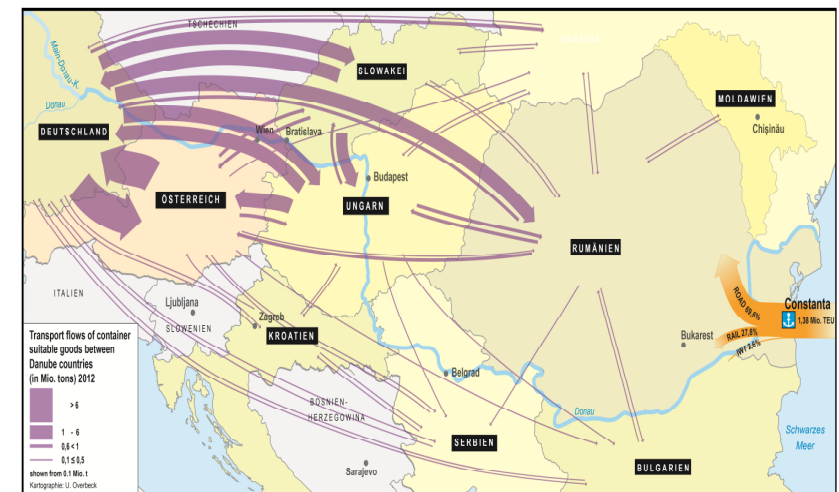 TSCHECHIEN
Main-Donau-K.
Donau
DEUTSCHLAND
SLOWAKEI
MOLDAWIEN
Chișinău
Wien
Bratislava
Budapest
ÖSTERREICH
UNGARN
RUMÄNIEN
ITALIEN
Ljubljana
SLOWENIEN
Zagreb
KROATIEN
ROAD 69,6%
Constanta
1,38 Mio. TEU
RAIL 27,8%
IWT 2,6%
Bukarest
Belgrad
BOSNIEN-
HERZEGOWINA
Donau
Schwarzes
Meer
SERBIEN
Sarajevo
BULGARIEN
Transport flows of container
suitable goods between
Danube countries
(in Mio. tons) 2012
> 6
1 - 6
0,6 < 1
0,1 ≤ 0,5
shown from 0.1 Mio. t
Kartographie: U. Overbeck